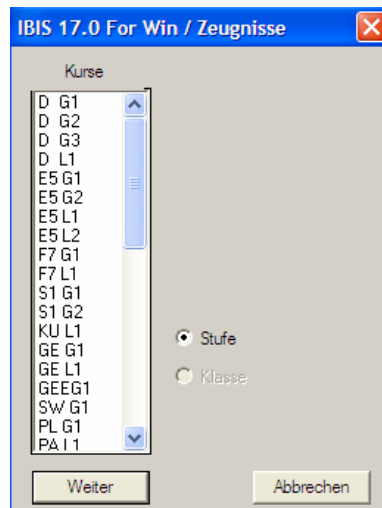 IBIS 17.0 For Win / Zeugnisse
Kurse
D G1
D G2
D G3
D L1
E5 G1
E5 G2
E5 L1
E5 L2
F7 G1
F7 L1
S1 G1
S1 G2
KU L1
GE G1
GE L1
GEEG1
SW G1
PL G1
PA L1
Stufe
Klasse
Weiter
Abbrechen